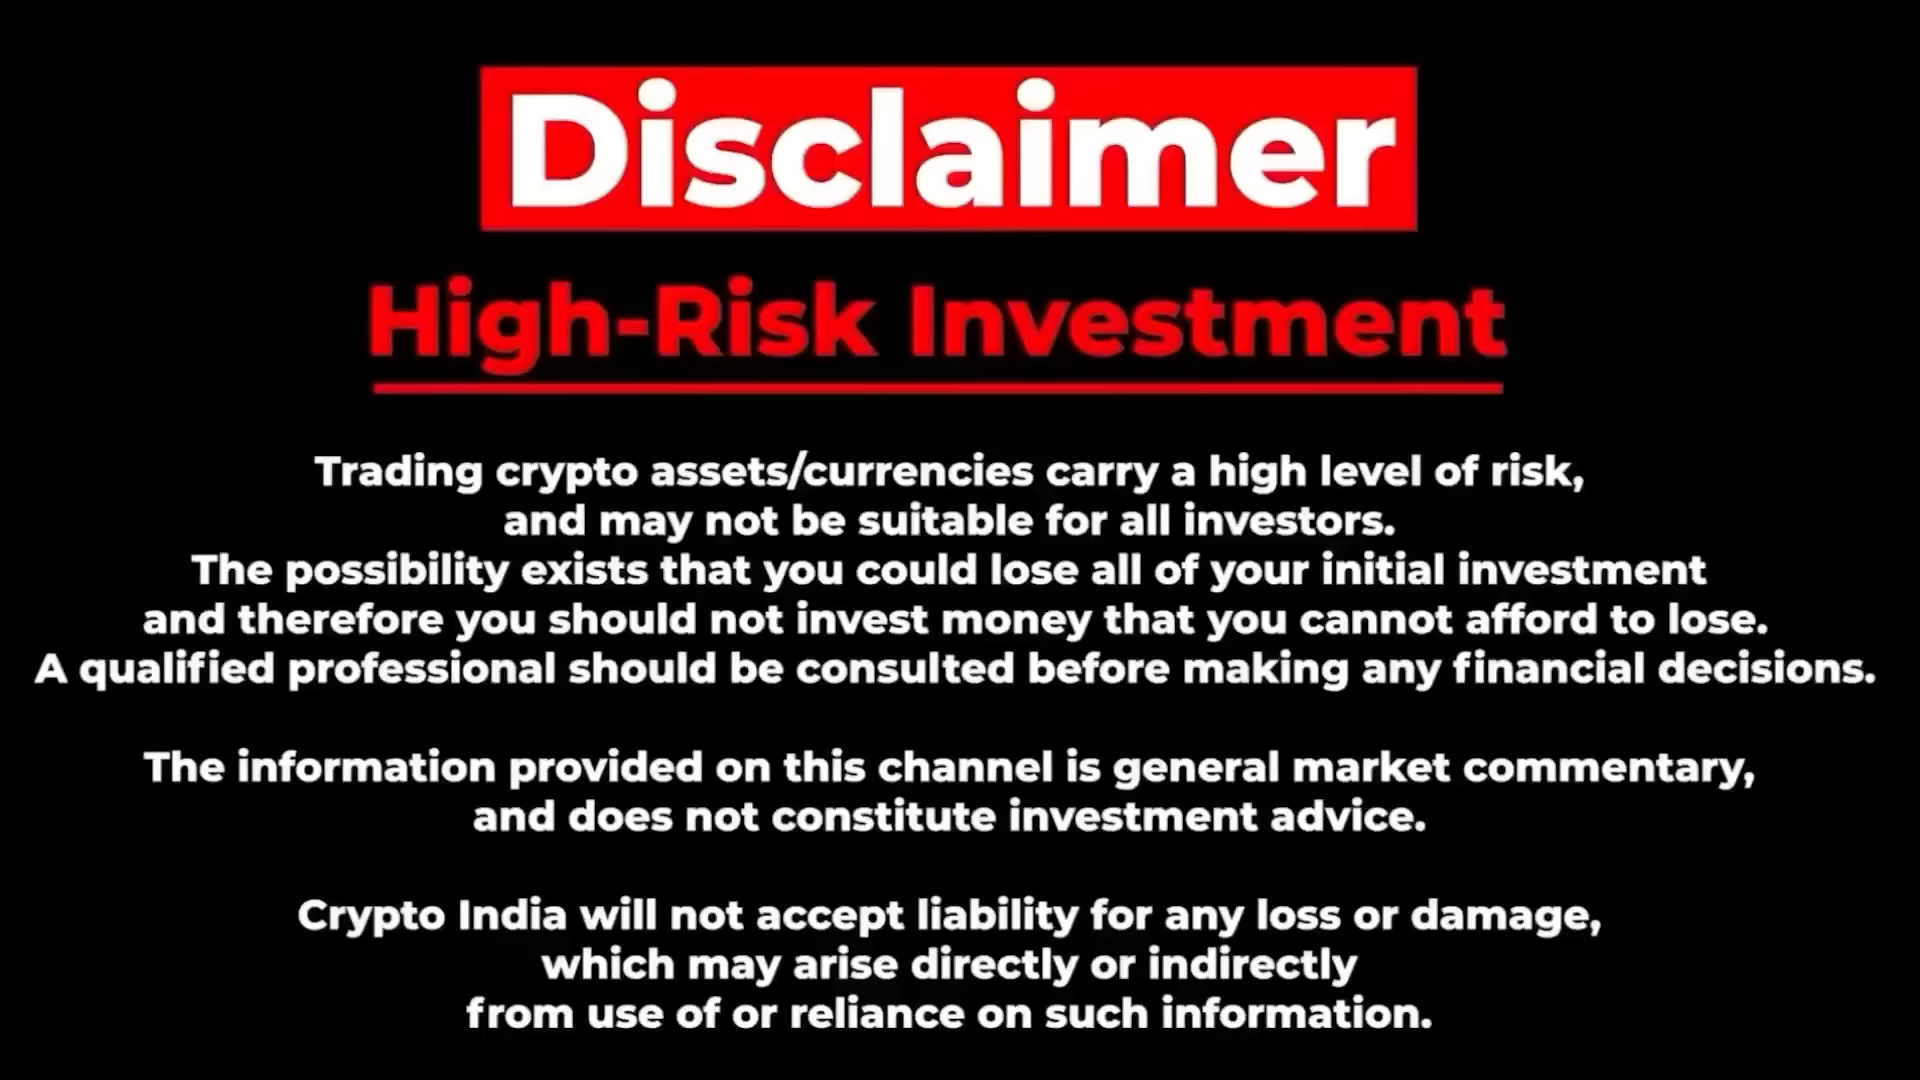 Disclaimer
High-Risk Investment
Trading crypto assets/currencies carry a high level of risk,
and may not be suitable for all investors.
The possibility exists that you could lose all of your initial investment
and therefore you should not invest money that you cannot afford to lose.
A qualified professional should be consulted before making any financial decisions.
The information provided on this channel is general market commentary,
and does not constitute investment advice.
Crypto India will not accept liability for any loss or damage,
which may arise directly or indirectly
from use of or reliance on such information.